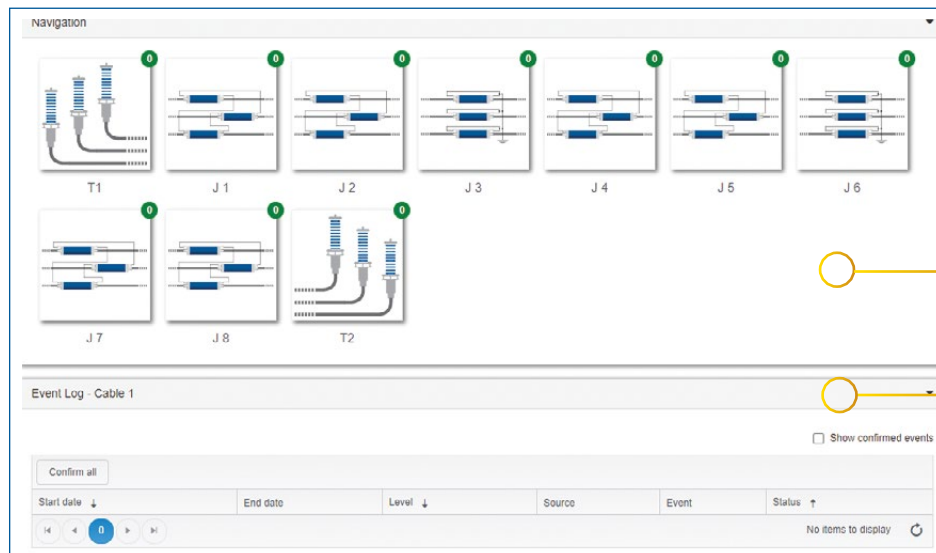 Navigation
0 0 0 0 0 0 0
T1 J 1 J 2 J 3 J 4 J 5 J 6
0 0 0
J 7 J 8 T2
Event Log - Cable 1
Show confirmed events
Confirm all
Start date ↓ End date Level ↓ Source Event Status ↑
0 No items to display